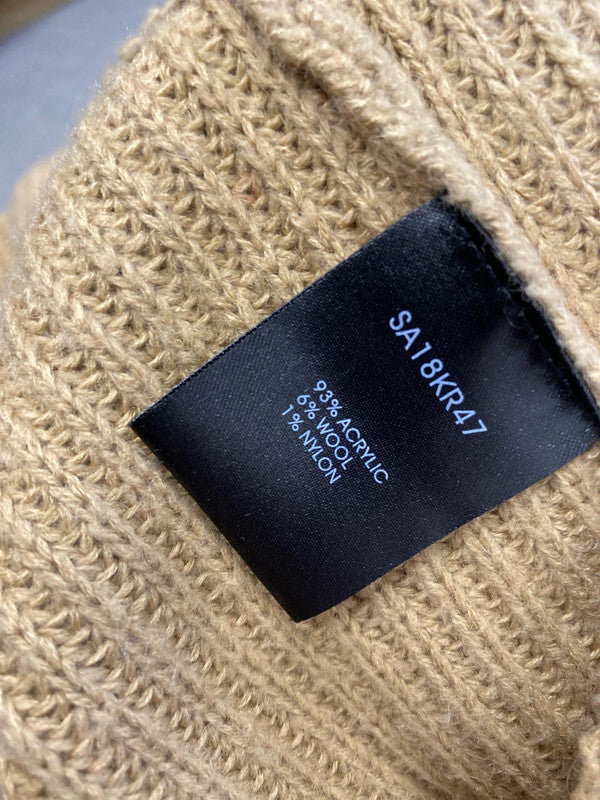 SA18KR47
93% ACRYLIC
6% WOOL
1% NYLON